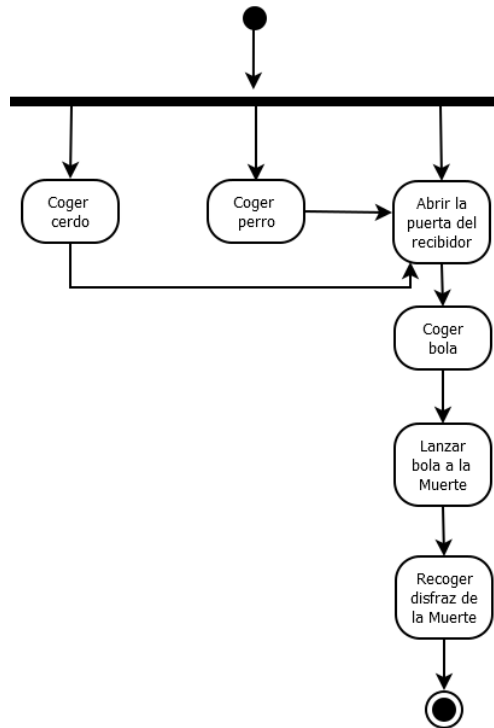 Coger
cerdo
Coger
perro
Abrir la
puerta del
recibidor
Coger
bola
Lanzar
bola a la
Muerte
Recoger
disfraz de
la Muerte